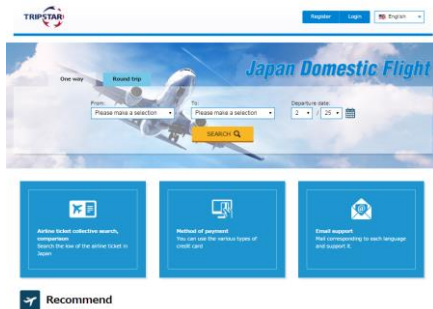 TRIPSTAR
Register Login English
Japan Domestic Flight
One way Round trip
From: To: Departure date:
Please make a selection Please make a selection 2 / 25
SEARCH
Airline ticket collective search,
comparison
Search the low of the airline ticket in
Japan
Method of payment
You can use the various types of
credit card
Email support
Mail corresponding to each language
and support it.
Recommend